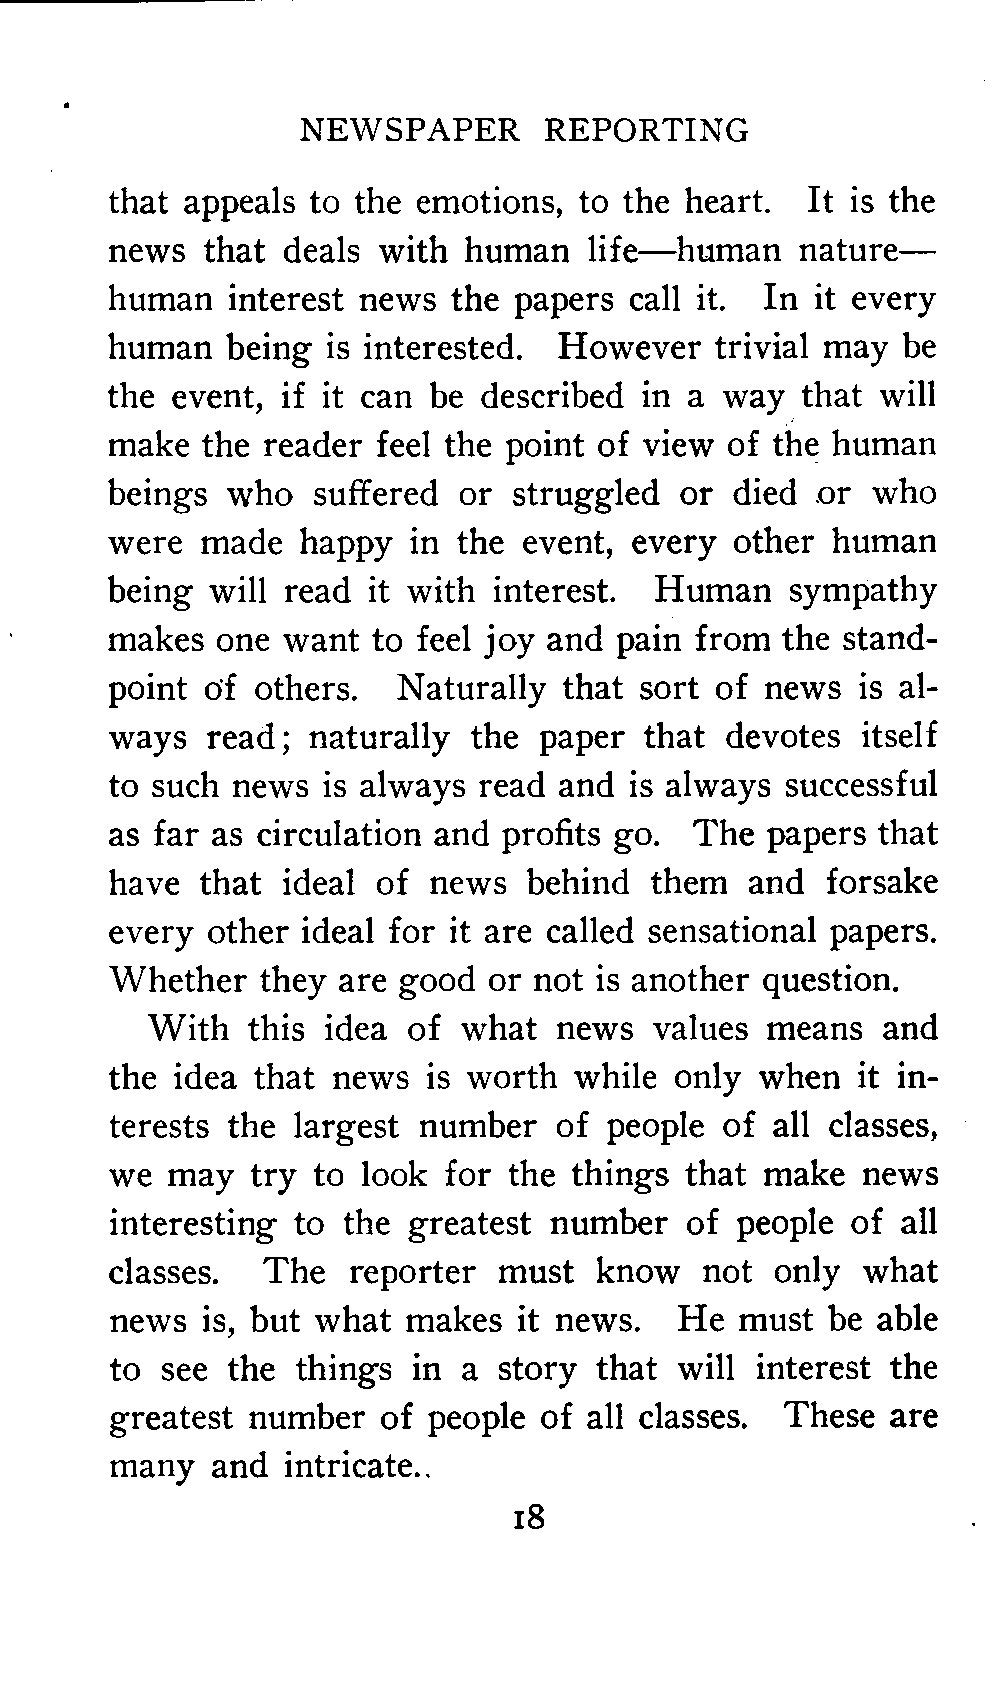 NEWSPAPER REPORTING
that appeals to the emotions, to the heart. It is the
news that deals with human life—human nature—
human interest news the papers call it. In it every
human being is interested. However trivial may be
the event, if it can be described in a way that will
make the reader feel the point of view of the human
beings who suffered or struggled or died or who
were made happy in the event, every other human
being will read it with interest. Human sympathy
makes one want to feel joy and pain from the stand-
point of others. Naturally that sort of news is al-
ways read; naturally the paper that devotes itself
to such news is always read and is always successful
as far as circulation and profits go. The papers that
have that ideal of news behind them and forsake
every other ideal for it are called sensational papers.
Whether they are good or not is another question.
With this idea of what news values means and
the idea that news is worth while only when it in-
terests the largest number of people of all classes,
we may try to look for the things that make news
interesting to the greatest number of people of all
classes. The reporter must know not only what
news is, but what makes it news. He must be able
to see the things in a story that will interest the
greatest number of people of all classes. These are
many and intricate..
18